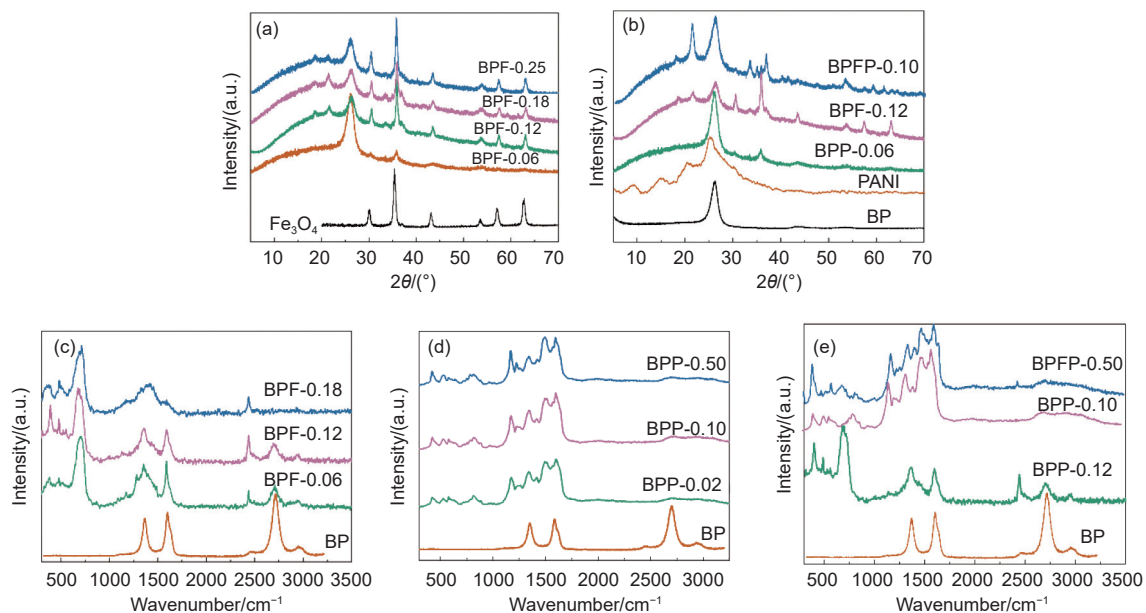 (a)
BPF-0.25
BPF-0.18
BPF-0.12
BPF-0.06
Fe₃O₄
Intensity/(a.u.)
10 20 30 40 50 60 70
2θ/(°)
(b)
BPFP-0.10
BPF-0.12
BPP-0.06
PANI
BP
Intensity/(a.u.)
10 20 30 40 50 60 70
2θ/(°)
(c)
BPF-0.18
BPF-0.12
BPF-0.06
BP
Intensity/(a.u.)
500 1000 1500 2000 2500 3000 3500
Wavenumber/cm⁻¹
(d)
BPP-0.50
BPP-0.10
BPP-0.02
BP
Intensity/(a.u.)
500 1000 1500 2000 2500 3000
Wavenumber/cm⁻¹
(e)
BPFP-0.50
BPP-0.10
BPP-0.12
BP
Intensity/(a.u.)
500 1000 1500 2000 2500 3000 3500
Wavenumber/cm⁻¹